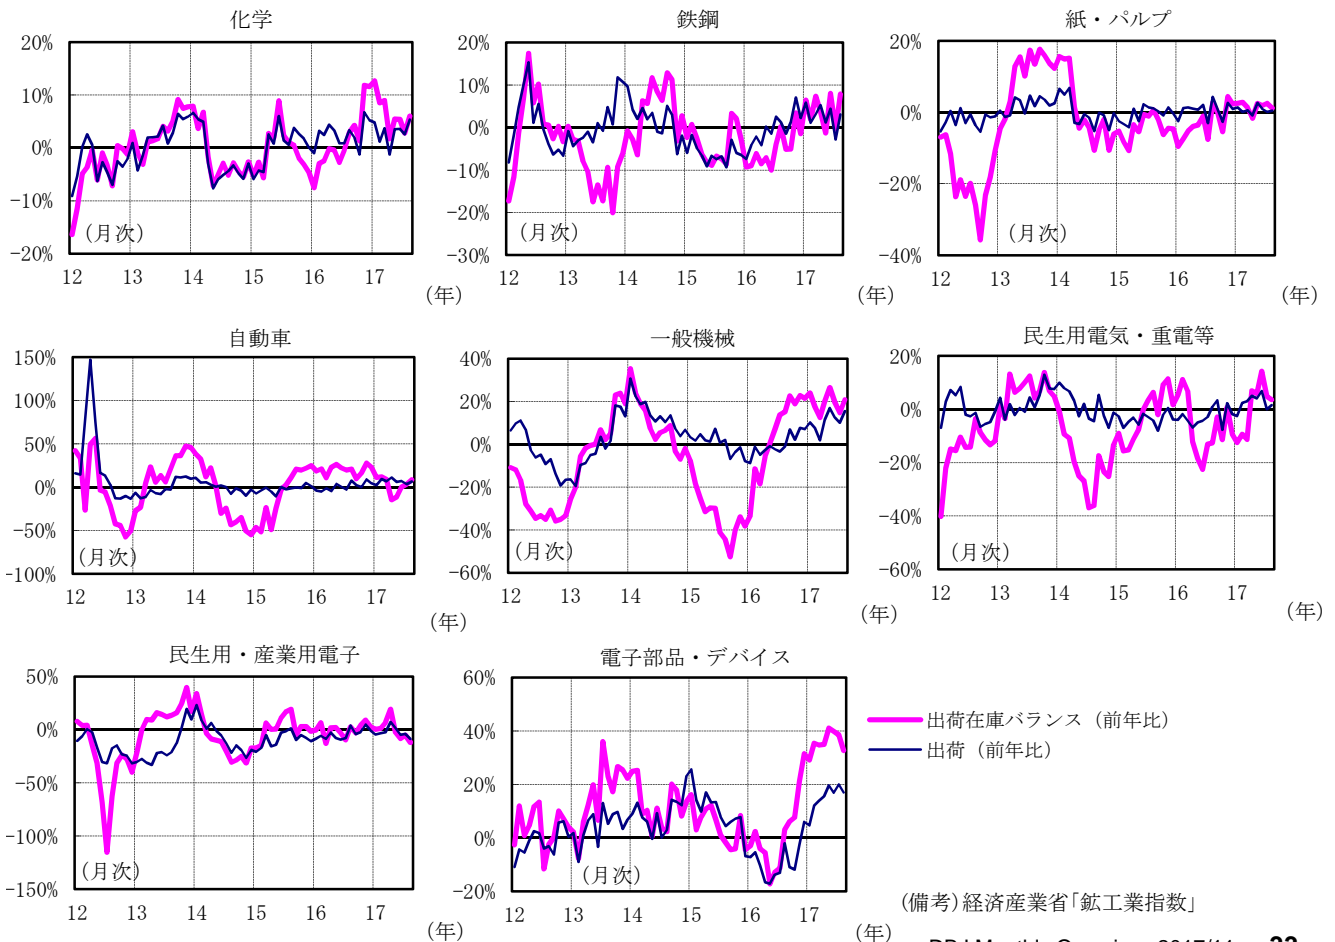 化学
20%
10%
0%
-10%
-20%
(月次)
12 13 14 15 16 17
(年)
鉄鋼
20%
10%
0%
-10%
-20%
-30%
(月次)
12 13 14 15 16 17
(年)
紙・パルプ
20%
0%
-20%
-40%
(月次)
12 13 14 15 16 17
(年)
自動車
150%
100%
50%
0%
-50%
-100%
(月次)
12 13 14 15 16 17
(年)
一般機械
40%
20%
0%
-20%
-40%
-60%
(月次)
12 13 14 15 16 17
(年)
民生用電気・重電等
20%
0%
-20%
-40%
-60%
(月次)
12 13 14 15 16 17
(年)
民生用・産業用電子
50%
0%
-50%
-100%
-150%
(月次)
12 13 14 15 16 17
(年)
電子部品・デバイス
60%
40%
20%
0%
-20%
(月次)
12 13 14 15 16 17
(年)
出荷在庫バランス（前年比）
出荷（前年比）
(備考)経済産業省｢鉱工業指数｣